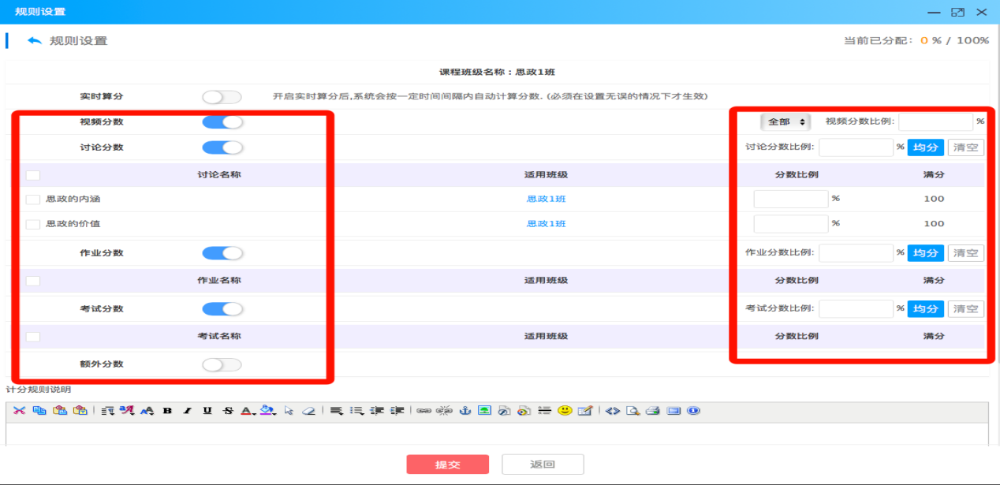 规则设置
规则设置 当前已分配: 0 % / 100%
课程班级名称：思政1班
实时算分 开启实时算分后,系统会按一定时间间隔内自动计算分数. (必须在设置无误的情况下才生效)
视频分数 全部 视频分数比例: %
讨论分数 讨论分数比例: % 均分 清空
讨论名称 适用班级 分数比例 满分
思政的内涵 思政1班 % 100
思政的价值 思政1班 % 100
作业分数 作业分数比例: % 均分 清空
作业名称 适用班级 分数比例 满分
考试分数 考试分数比例: % 均分 清空
考试名称 适用班级 分数比例 满分
额外分数
计分规则说明
B I U S A
提交 返回